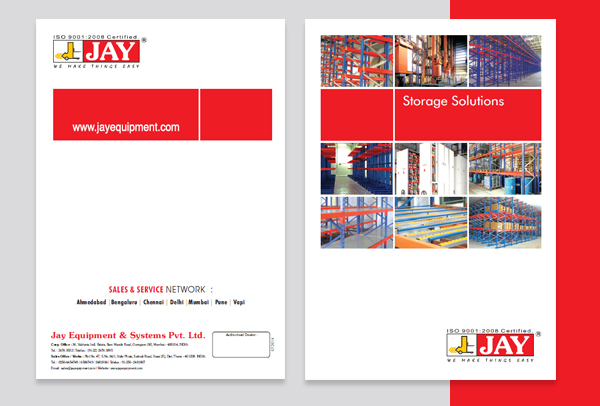 ISO 9001:2008 Certified
JAY®
WE MAKE THINGS EASY
www.jayequipment.com
SALES & SERVICE NETWORK :
Ahmedabad | Bengaluru | Chennai | Delhi | Mumbai | Pune | Vapi
Jay Equipment & Systems Pvt. Ltd.
Authorised Dealer :
Storage Solutions
ISO 9001:2008 Certified
JAY®
WE MAKE THINGS EASY